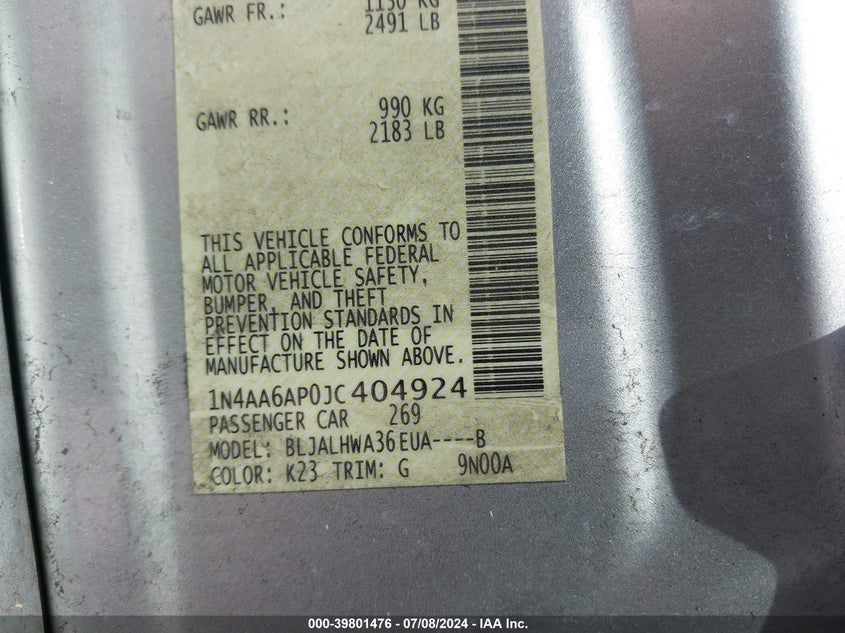 GAWR FR.: 1130 KG
2491 LB
GAWR RR.: 990 KG
2183 LB
THIS VEHICLE CONFORMS TO
ALL APPLICABLE FEDERAL
MOTOR VEHICLE SAFETY,
BUMPER, AND THEFT
PREVENTION STANDARDS IN
EFFECT ON THE DATE OF
MANUFACTURE SHOWN ABOVE.
1N4AA6AP0JC404924
PASSENGER CAR 269
MODEL: BLJALHWA36EUA----B
COLOR: K23 TRIM: G 9N00A
000-39801476 - 07/08/2024 - IAA Inc.